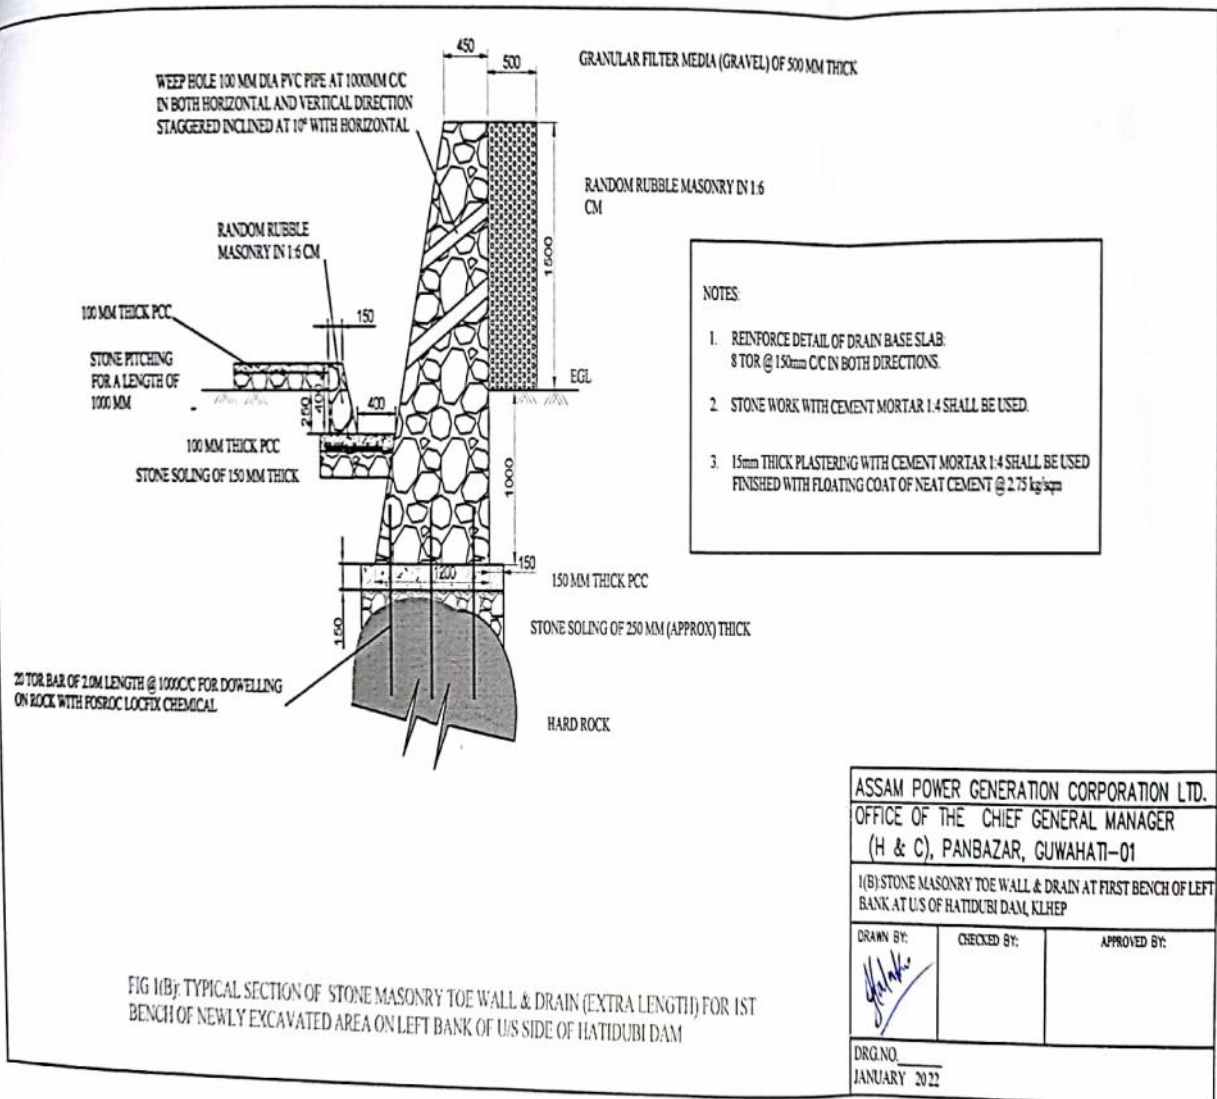 450
500
GRANULAR FILTER MEDIA (GRAVEL) OF 500 MM THICK
WEEP HOLE 100 MM DIA PVC PIPE AT 1000MM C/C
IN BOTH HORIZONTAL AND VERTICAL DIRECTION
STAGGERED INCLINED AT 10° WITH HORIZONTAL
RANDOM RUBBLE MASONRY IN 1:6
CM
RANDOM RUBBLE
MASONRY IN 1:6 CM
1500
100 MM THICK PCC
150
STONE PITCHING
FOR A LENGTH OF
1000 MM
EGL
250
400
400
100 MM THICK PCC
STONE SOLING OF 150 MM THICK
1000
150
1200
150 MM THICK PCC
150
STONE SOLING OF 250 MM (APPROX) THICK
20 TOR BAR OF 2.0M LENGTH @ 1000C/C FOR DOWELLING
ON ROCK WITH FOSROC LOCFIX CHEMICAL
HARD ROCK
NOTES:
1. REINFORCE DETAIL OF DRAIN BASE SLAB:
8 TOR @ 150mm C/C IN BOTH DIRECTIONS.
2. STONE WORK WITH CEMENT MORTAR 1:4 SHALL BE USED.
3. 15mm THICK PLASTERING WITH CEMENT MORTAR 1:4 SHALL BE USED
FINISHED WITH FLOATING COAT OF NEAT CEMENT @ 2.75 kg/sqm
ASSAM POWER GENERATION CORPORATION LTD.
OFFICE OF THE CHIEF GENERAL MANAGER
(H & C), PANBAZAR, GUWAHATI-01
1(B):STONE MASONRY TOE WALL & DRAIN AT FIRST BENCH OF LEFT
BANK AT U/S OF HATIDUBI DAM, KLHEP
DRAWN BY:
CHECKED BY:
APPROVED BY:
DRG.NO.
JANUARY 2022
FIG 1(B): TYPICAL SECTION OF STONE MASONRY TOE WALL & DRAIN (EXTRA LENGTH) FOR 1ST
BENCH OF NEWLY EXCAVATED AREA ON LEFT BANK OF U/S SIDE OF HATIDUBI DAM